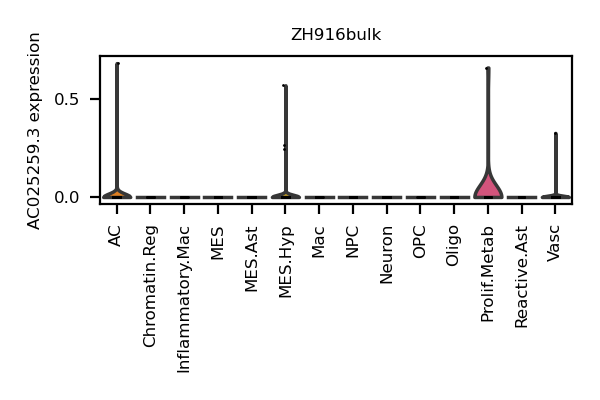 ZH916bulk
AC025259.3 expression
0.5
0.0
AC
Chromatin.Reg
Inflammatory.Mac
MES
MES.Ast
MES.Hyp
Mac
NPC
Neuron
OPC
Oligo
Prolif.Metab
Reactive.Ast
Vasc